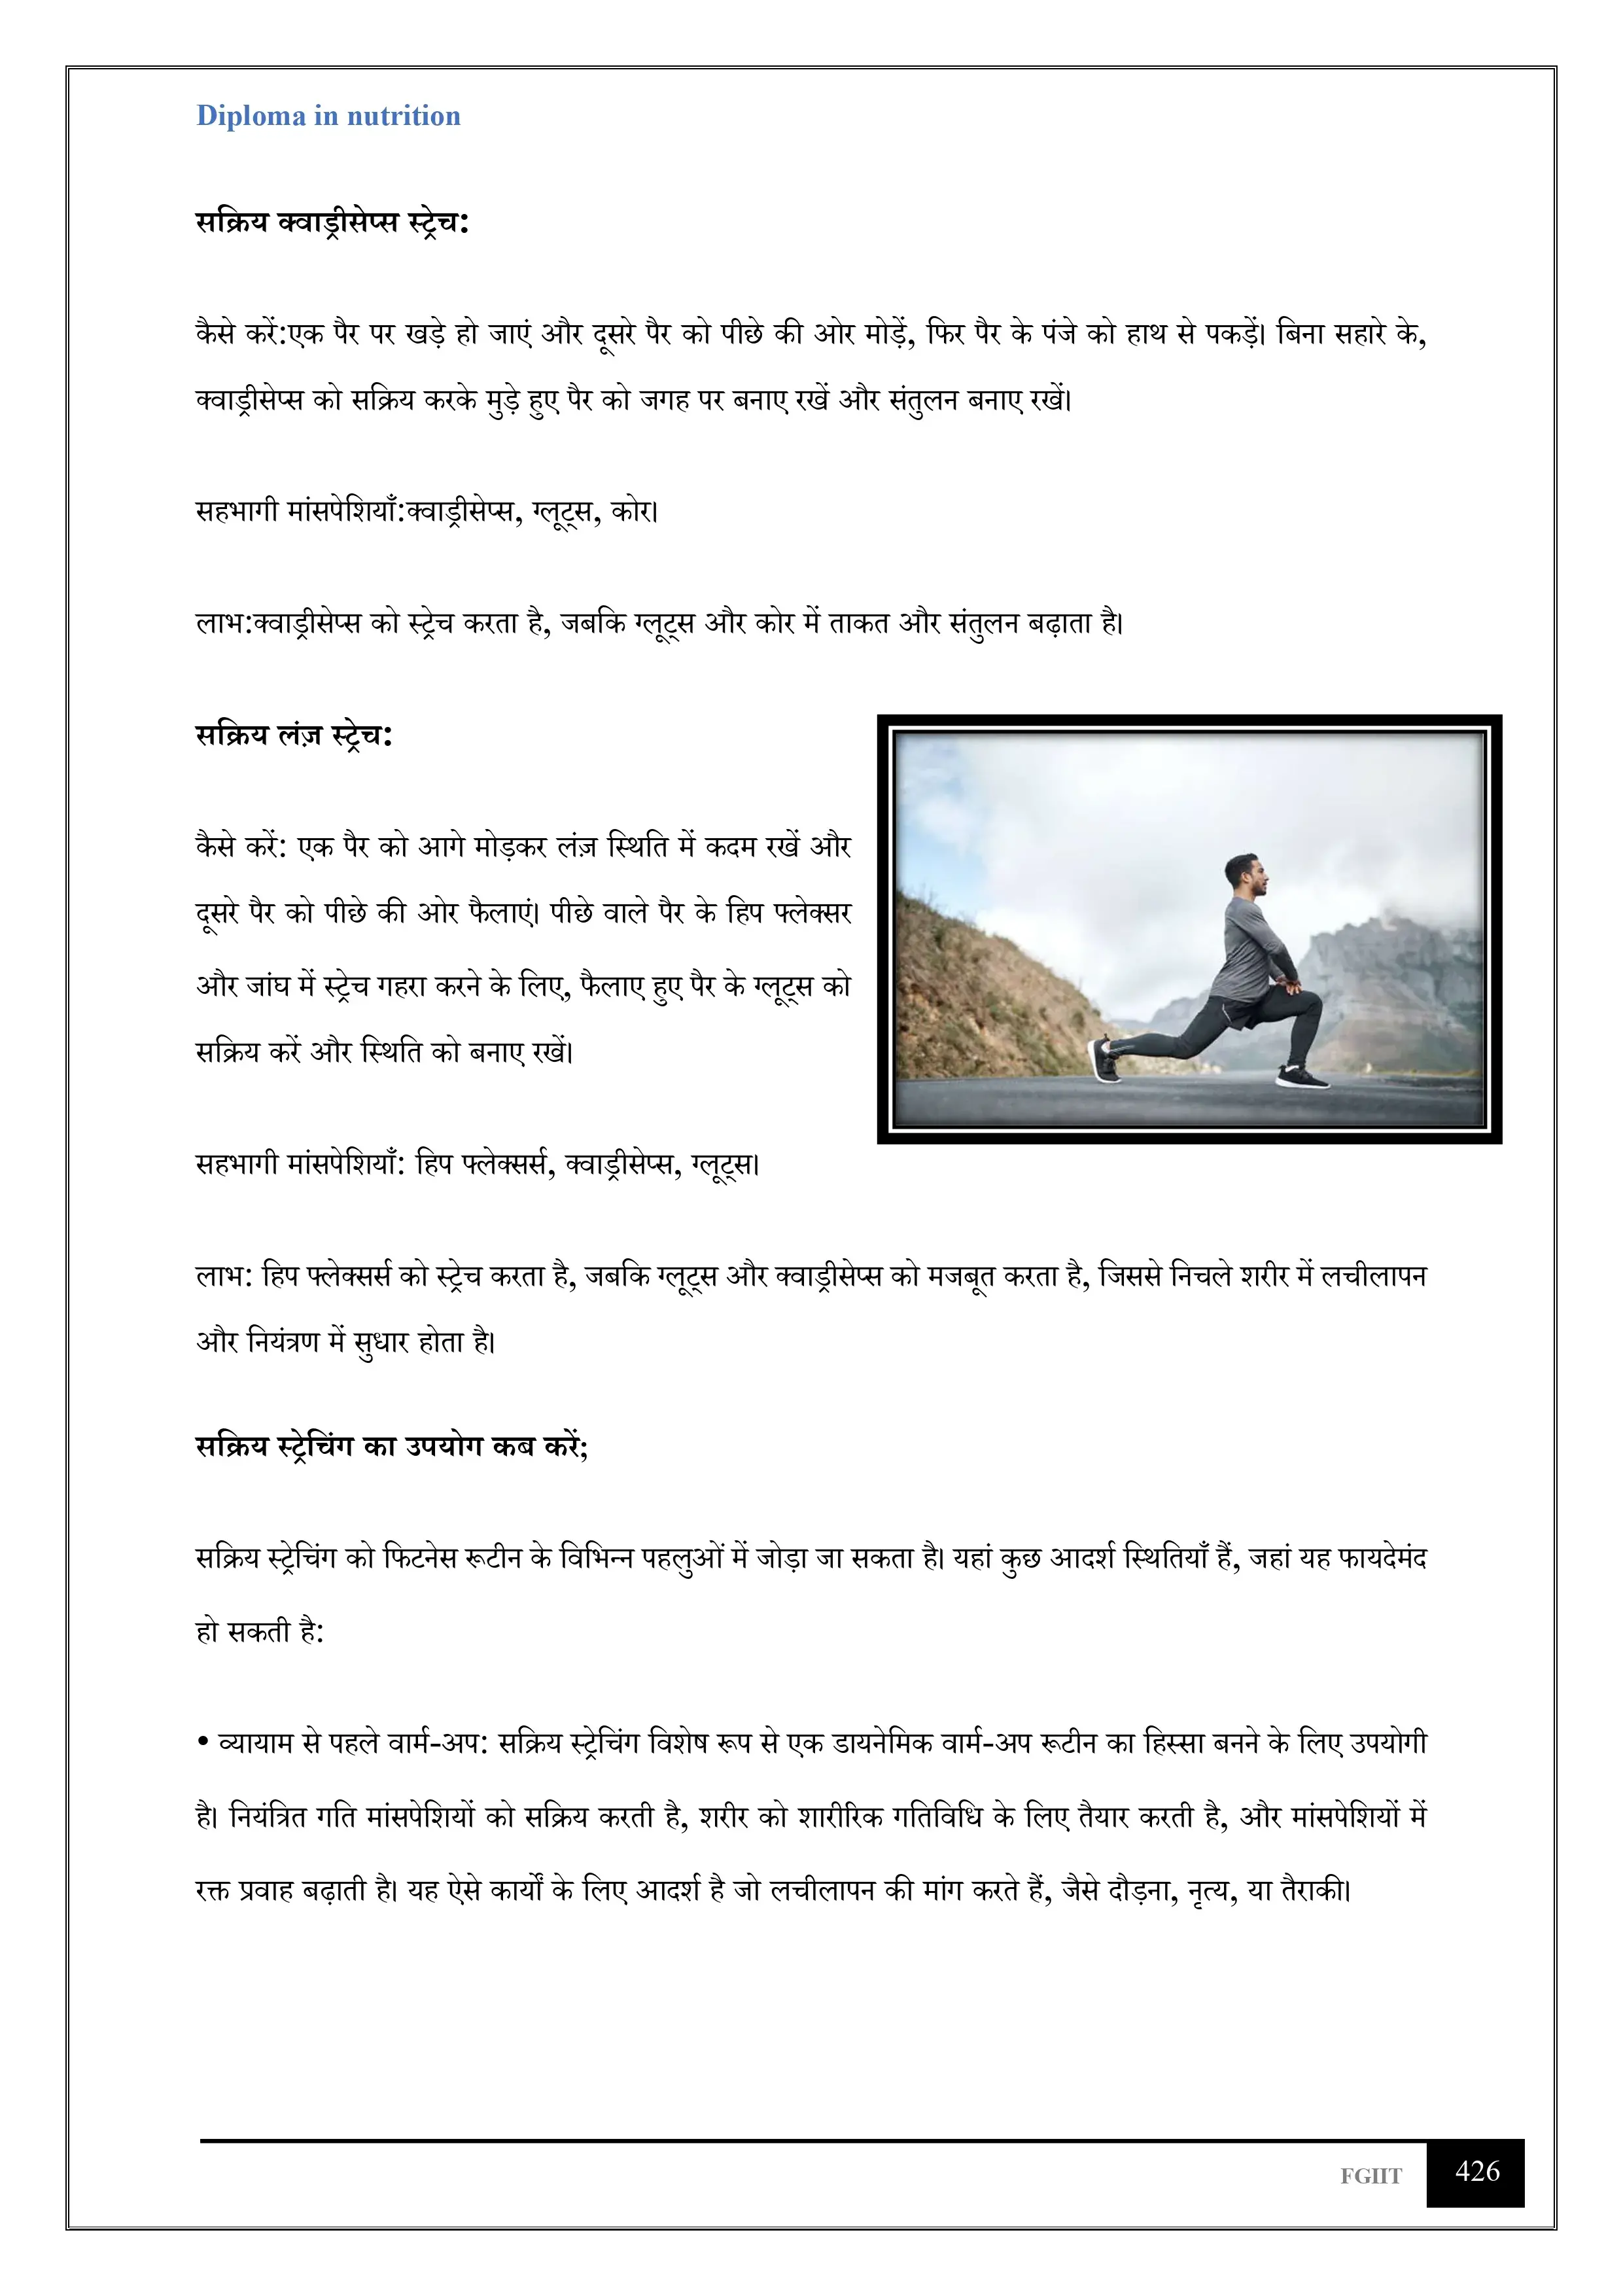 Diploma in nutrition
सक्रिय क्वाड्रीसेप्स स्ट्रेच:
कैसे करें:एक पैर पर खड़े हो जाएं और दूसरे पैर को पीछे की ओर मोड़ें, फिर पैर के पंजे को हाथ से पकड़ें। बिना सहारे के,
क्वाड्रीसेप्स को सक्रिय करके मुड़े हुए पैर को जगह पर बनाए रखें और संतुलन बनाए रखें।
सहभागी मांसपेशियाँ:क्वाड्रीसेप्स, ग्लूट्स, कोर।
लाभ:क्वाड्रीसेप्स को स्ट्रेच करता है, जबकि ग्लूट्स और कोर में ताकत और संतुलन बढ़ाता है।
सक्रिय लंज़ स्ट्रेच:
कैसे करें: एक पैर को आगे मोड़कर लंज़ स्थिति में कदम रखें और
दूसरे पैर को पीछे की ओर फैलाएं। पीछे वाले पैर के हिप फ्लेक्सर
और जांघ में स्ट्रेच गहरा करने के लिए, फैलाए हुए पैर के ग्लूट्स को
सक्रिय करें और स्थिति को बनाए रखें।
सहभागी मांसपेशियाँ: हिप फ्लेक्सर्स, क्वाड्रीसेप्स, ग्लूट्स।
लाभ: हिप फ्लेक्सर्स को स्ट्रेच करता है, जबकि ग्लूट्स और क्वाड्रीसेप्स को मजबूत करता है, जिससे निचले शरीर में लचीलापन
और नियंत्रण में सुधार होता है।
सक्रिय स्ट्रेचिंग का उपयोग कब करें;
सक्रिय स्ट्रेचिंग को फिटनेस रूटीन के विभिन्न पहलुओं में जोड़ा जा सकता है। यहां कुछ आदर्श स्थितियाँ हैं, जहां यह फायदेमंद
हो सकती है:
• व्यायाम से पहले वार्म-अप: सक्रिय स्ट्रेचिंग विशेष रूप से एक डायनेमिक वार्म-अप रूटीन का हिस्सा बनने के लिए उपयोगी
है। नियंत्रित गति मांसपेशियों को सक्रिय करती है, शरीर को शारीरिक गतिविधि के लिए तैयार करती है, और मांसपेशियों में
रक्त प्रवाह बढ़ाती है। यह ऐसे कार्यों के लिए आदर्श है जो लचीलापन की मांग करते हैं, जैसे दौड़ना, नृत्य, या तैराकी।
FGIIT 426